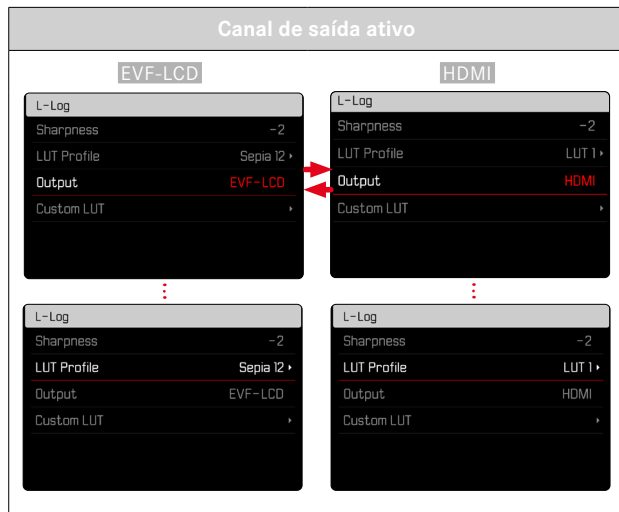 Canal de saída ativo
EVF-LCD
L-Log
Sharpness -2
LUT Profile Sepia 12
Output EVF-LCD
Custom LUT
HDMI
L-Log
Sharpness -2
LUT Profile LUT 1
Output HDMI
Custom LUT
L-Log
Sharpness -2
LUT Profile Sepia 12
Output EVF-LCD
Custom LUT
L-Log
Sharpness -2
LUT Profile LUT 1
Output HDMI
Custom LUT